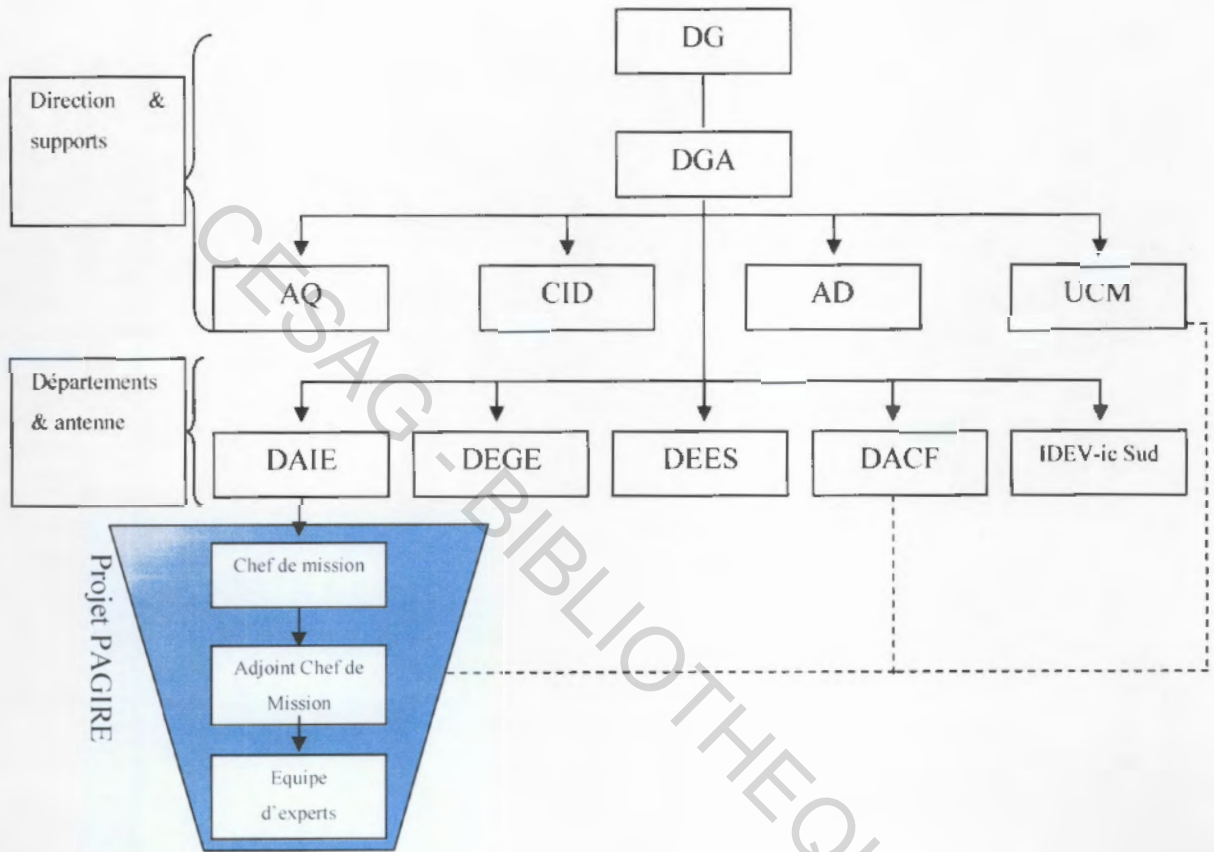 DG
Direction &
supports
DGA
AQ
CID
AD
UCM
Départements
& antenne
DAIE
DEGE
DEES
DACF
IDEV-ic Sud
Projet PAGIRE
Chef de mission
Adjoint Chef de
Mission
Equipe
d'experts
CESAG - BIBLIOTHEQU